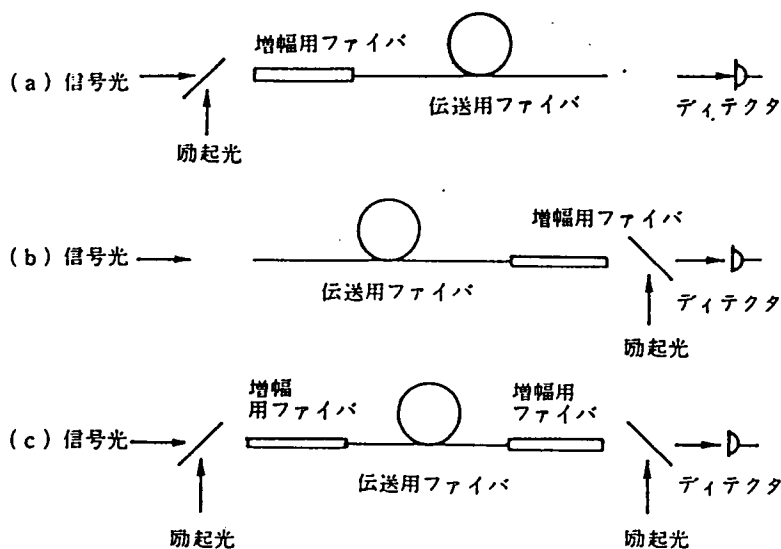 増幅用ファイバ
(a) 信号光
伝送用ファイバ
ディテクタ
励起光
増幅用ファイバ
(b) 信号光
伝送用ファイバ
ディテクタ
励起光
増幅
用ファイバ
増幅用
ファイバ
(c) 信号光
伝送用ファイバ
ディテクタ
励起光
励起光